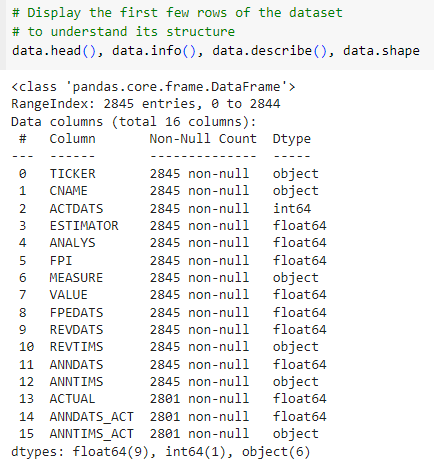 # Display the first few rows of the dataset
# to understand its structure
data.head(), data.info(), data.describe(), data.shape
<class 'pandas.core.frame.DataFrame'>
RangeIndex: 2845 entries, 0 to 2844
Data columns (total 16 columns):
 #   Column       Non-Null Count  Dtype
---  ------       --------------  -----
 0   TICKER       2845 non-null   object
 1   CNAME        2845 non-null   object
 2   ACTDATS      2845 non-null   int64
 3   ESTIMATOR    2845 non-null   float64
 4   ANALYS       2845 non-null   float64
 5   FPI          2845 non-null   float64
 6   MEASURE      2845 non-null   object
 7   VALUE        2845 non-null   float64
 8   FPEDATS      2845 non-null   float64
 9   REVDATS      2845 non-null   float64
 10  REVTIMS      2845 non-null   object
 11  ANNDATS      2845 non-null   float64
 12  ANNTIMS      2845 non-null   object
 13  ACTUAL       2801 non-null   float64
 14  ANNDATS_ACT  2801 non-null   float64
 15  ANNTIMS_ACT  2801 non-null   object
dtypes: float64(9), int64(1), object(6)